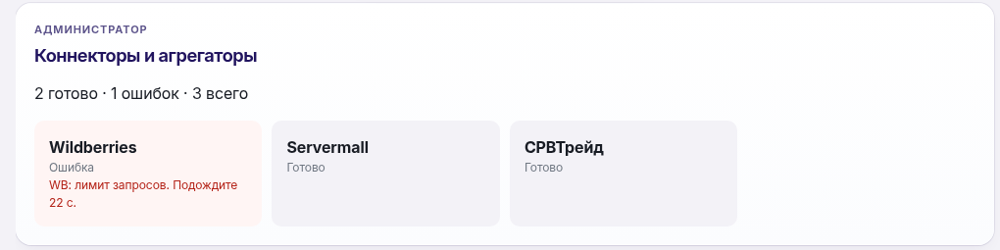 АДМИНИСТРАТОР
Коннекторы и агрегаторы
2 готово · 1 ошибок · 3 всего
Wildberries
Ошибка
WB: лимит запросов. Подождите
22 с.
Servermall
Готово
СРВТрейд
Готово